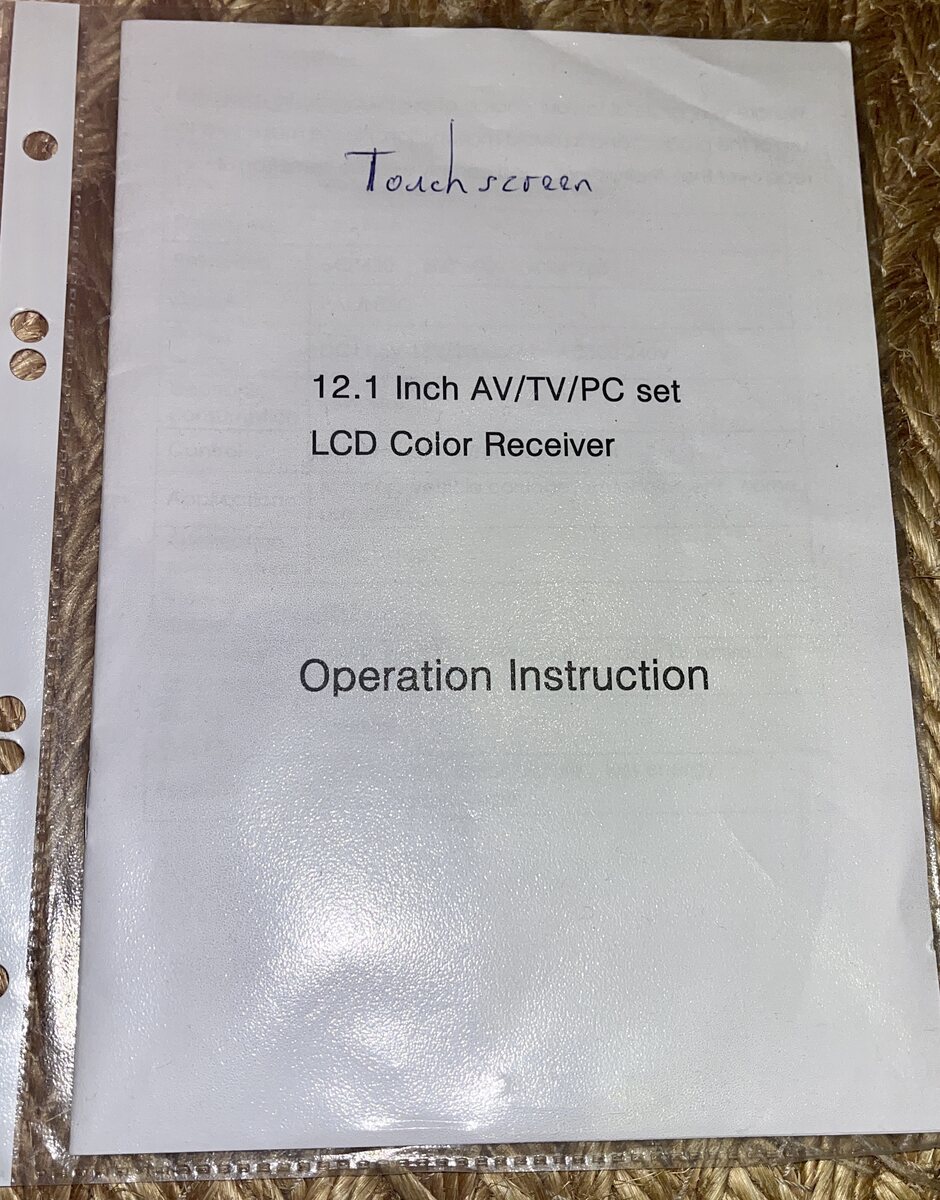 Touchscreen
12.1 Inch AV/TV/PC set
LCD Color Receiver
Operation Instruction